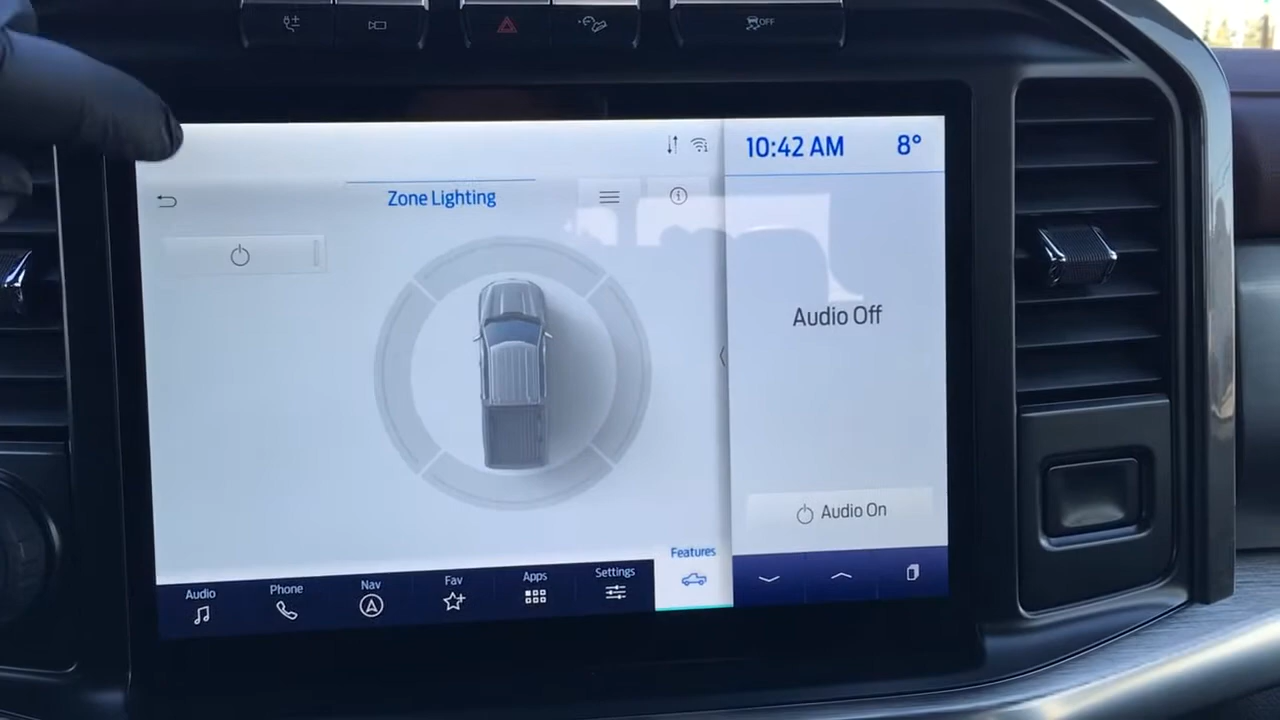 OFF
10:42 AM
8°
Zone Lighting
Audio Off
Audio On
Features
Audio
Phone
Nav
Fav
Apps
Settings